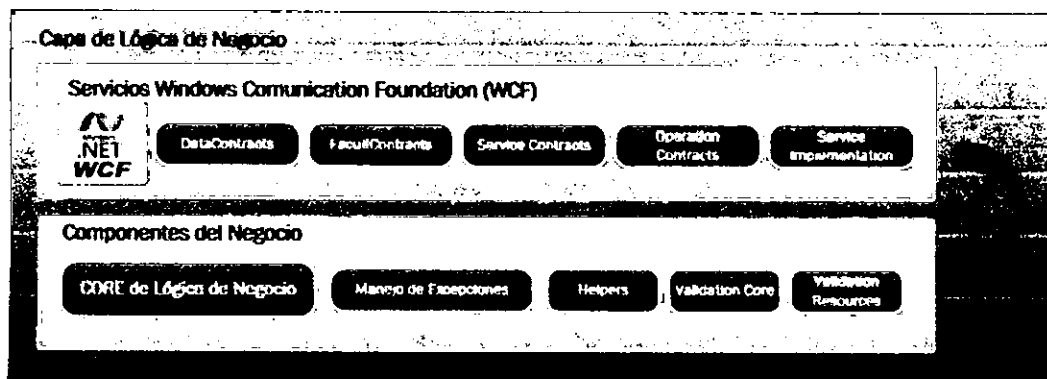 Capa de Lógica de Negocio
Servicios Windows Comunication Foundation (WCF)
.NET
WCF
DataContracts
FaculfContracts
Service Contracts
Operation
Contracts
Service
Implementation
Componentes del Negocio
CORE de Lógica de Negocio
Manejo de Excepciones
Helpers
Validation Core
Validation
Resources